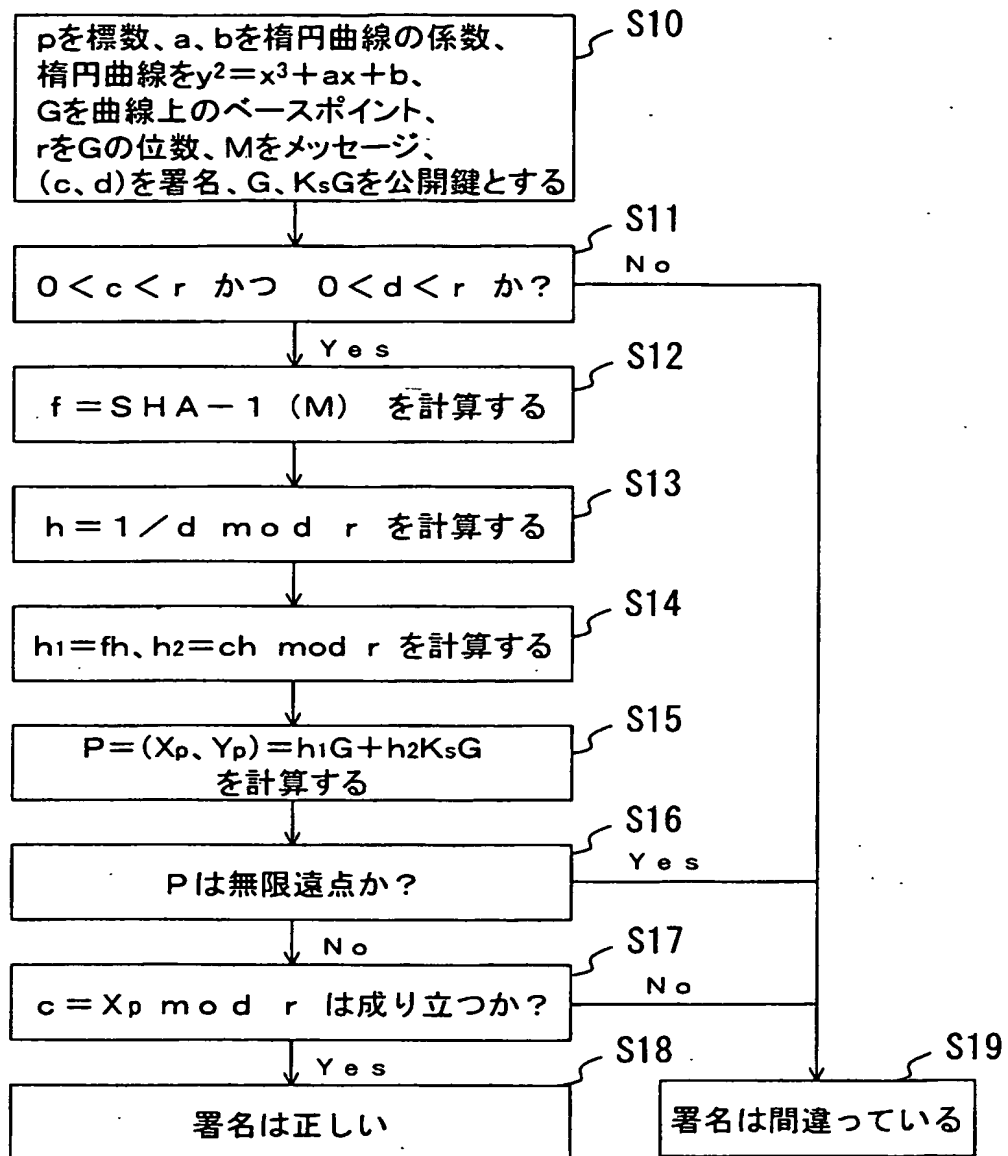 S10
pを標数、a、bを楕円曲線の係数、
楕円曲線をy²=x³+ax+b、
Gを曲線上のベースポイント、
rをGの位数、Mをメッセージ、
(c、d)を署名、G、KsGを公開鍵とする
S11
0<c<r かつ 0<d<r か?
No
Yes
S12
f=SHA-1(M) を計算する
S13
h=1/d mod r を計算する
S14
h1=fh、h2=ch mod r を計算する
S15
P=(Xp、Yp)=h1G+h2KsG
を計算する
S16
Pは無限遠点か?
Yes
No
S17
c=Xp mod r は成り立つか?
No
Yes
S18
署名は正しい
S19
署名は間違っている